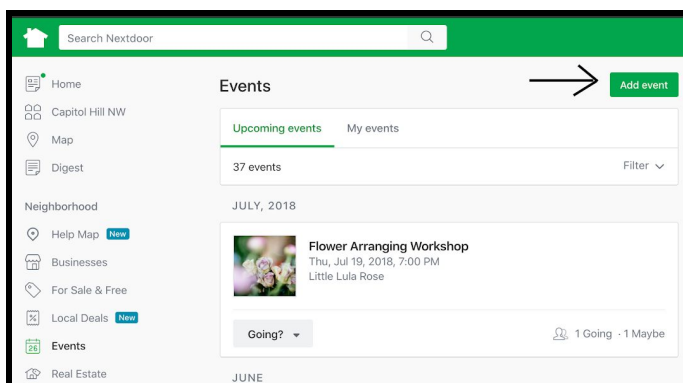 Search Nextdoor
Home
Capitol Hill NW
Map
Digest
Neighborhood
Help Map New
Businesses
For Sale & Free
Local Deals New
26 Events
Real Estate
Events
Add event
Upcoming events My events
37 events Filter
JULY, 2018
Flower Arranging Workshop
Thu, Jul 19, 2018, 7:00 PM
Little Lula Rose
Going? 1 Going · 1 Maybe
JUNE